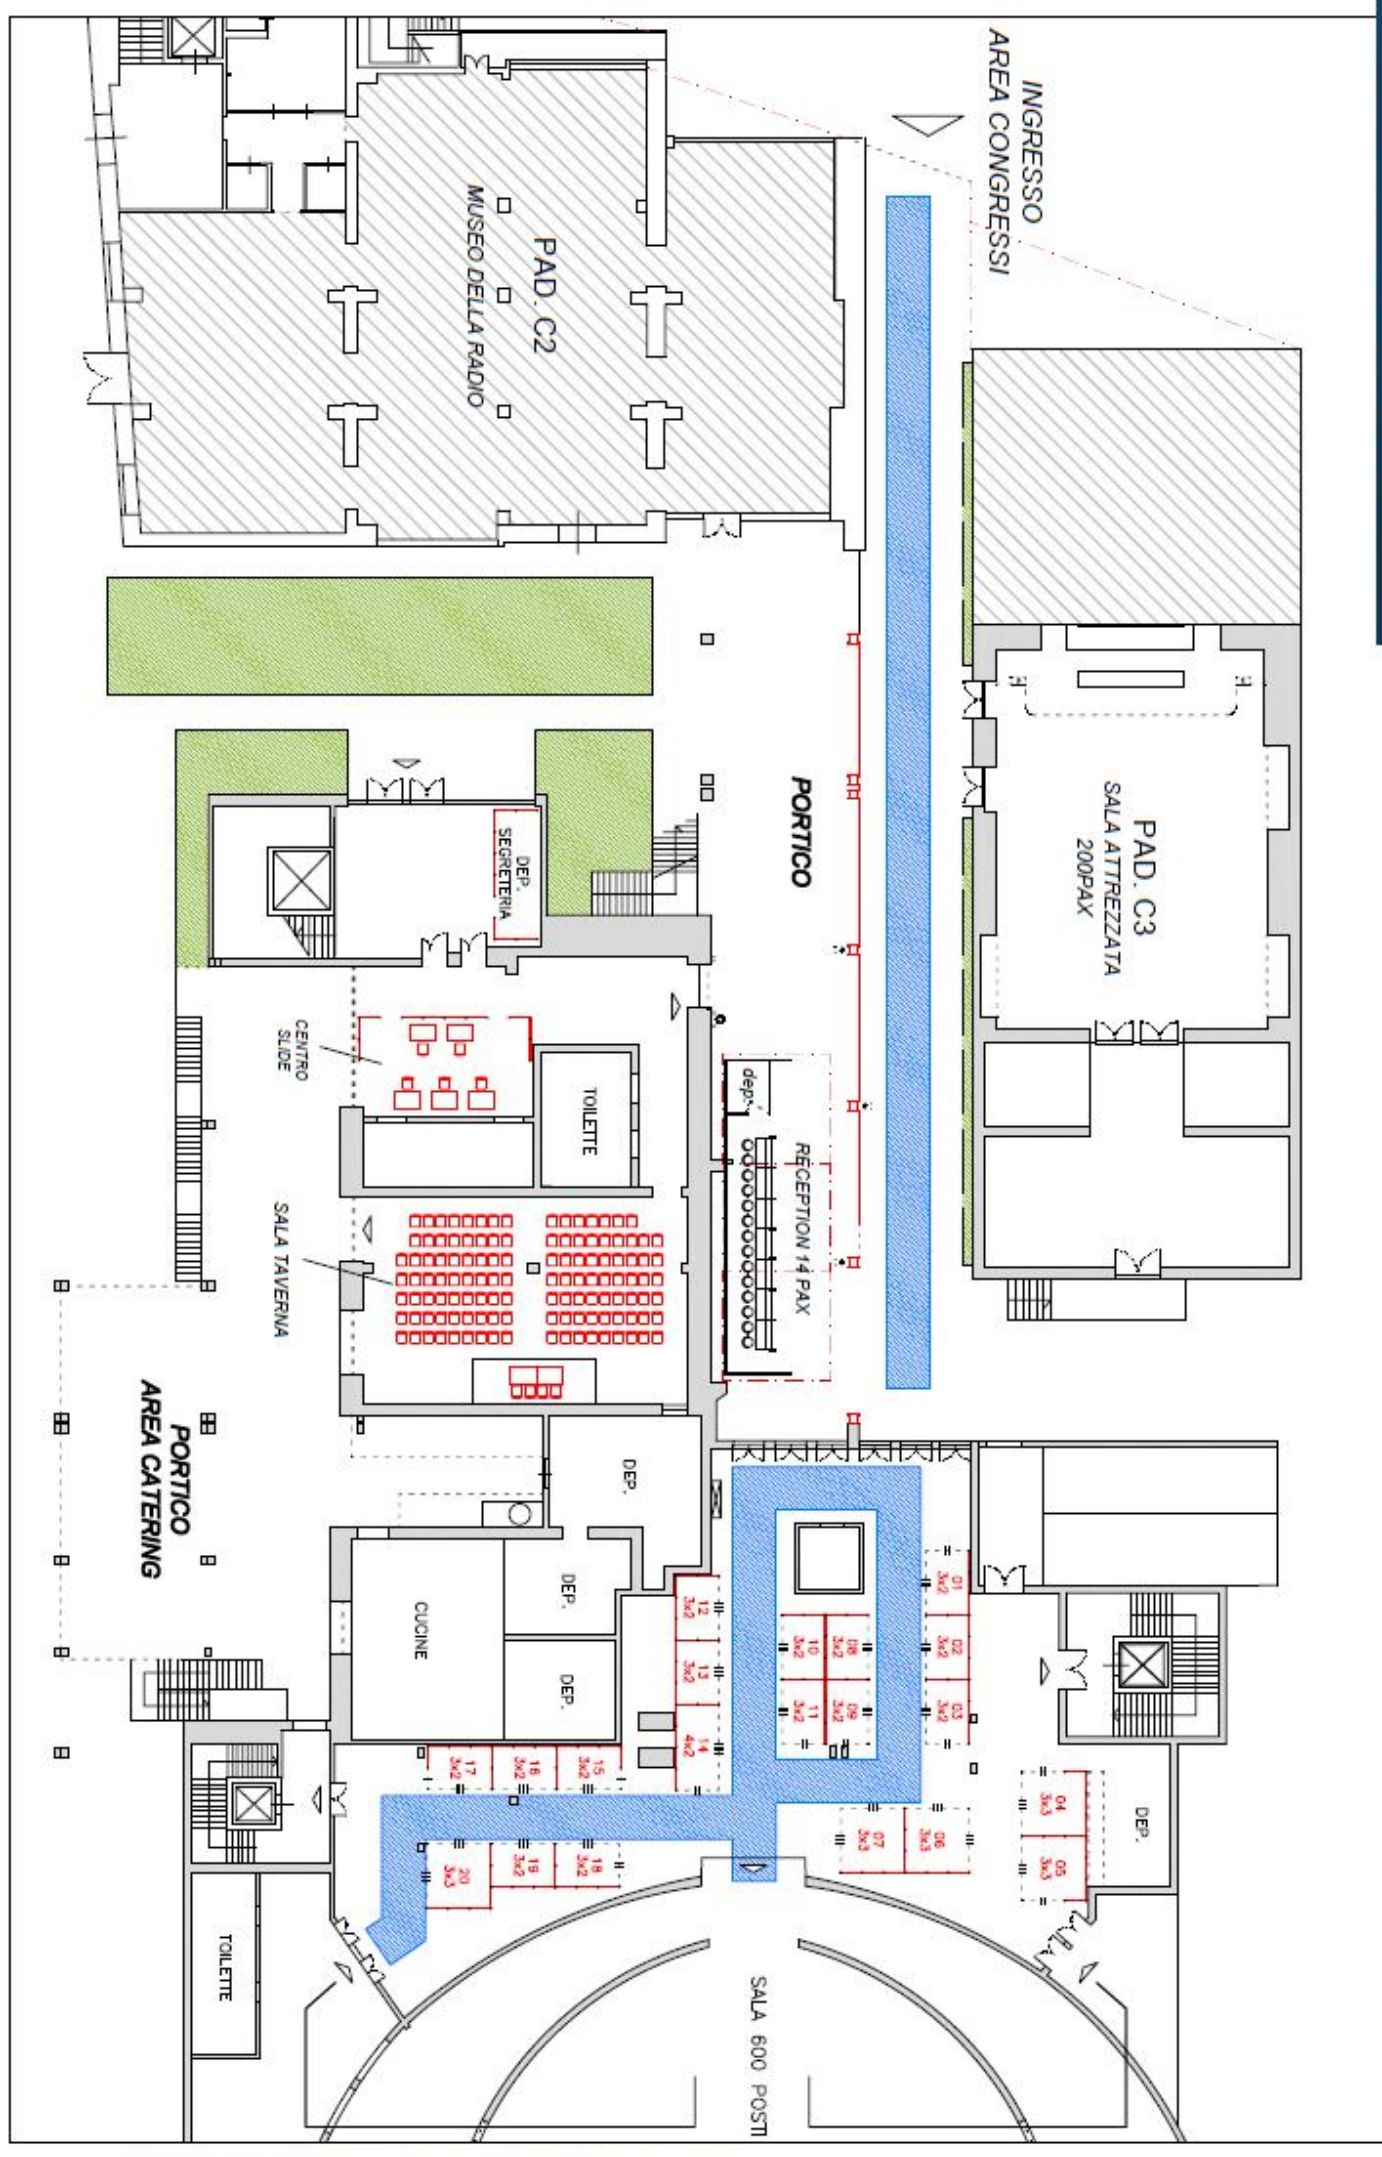 INGRESSO
AREA CONGRESSI
PAD. C2
MUSEO DELLA RADIO
PAD. C3
SALA ATTREZZATA
200PAX
PORTICO
DEP.
SEGRETERIA
CENTRO
SLIDE
TOILETTE
dep.
RECEPTION 14 PAX
SALA TAVERNA
PORTICO
AREA CATERING
DEP.
DEP.
DEP.
CUCINE
01
3x2
02
3x2
03
3x2
04
3x3
05
3x3
06
3x3
07
3x3
08
3x2
09
3x2
10
3x2
11
3x2
12
3x2
13
3x2
14
4x2
15
3x2
16
3x2
17
3x2
18
3x2
19
3x2
20
3x3
DEP.
TOILETTE
SALA 600 POSTI